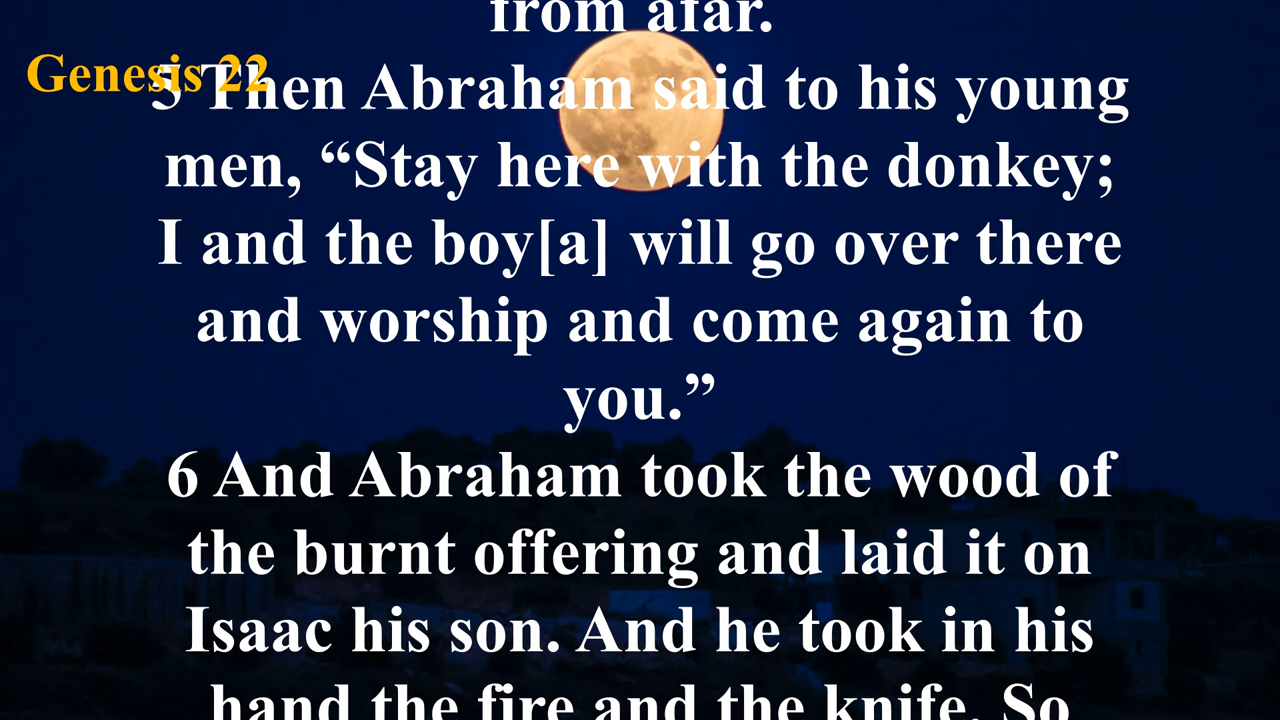 from afar.
Genesis 22
5 Then Abraham said to his young
men, “Stay here with the donkey;
I and the boy[a] will go over there
and worship and come again to
you.”
6 And Abraham took the wood of
the burnt offering and laid it on
Isaac his son. And he took in his
hand the fire and the knife. So